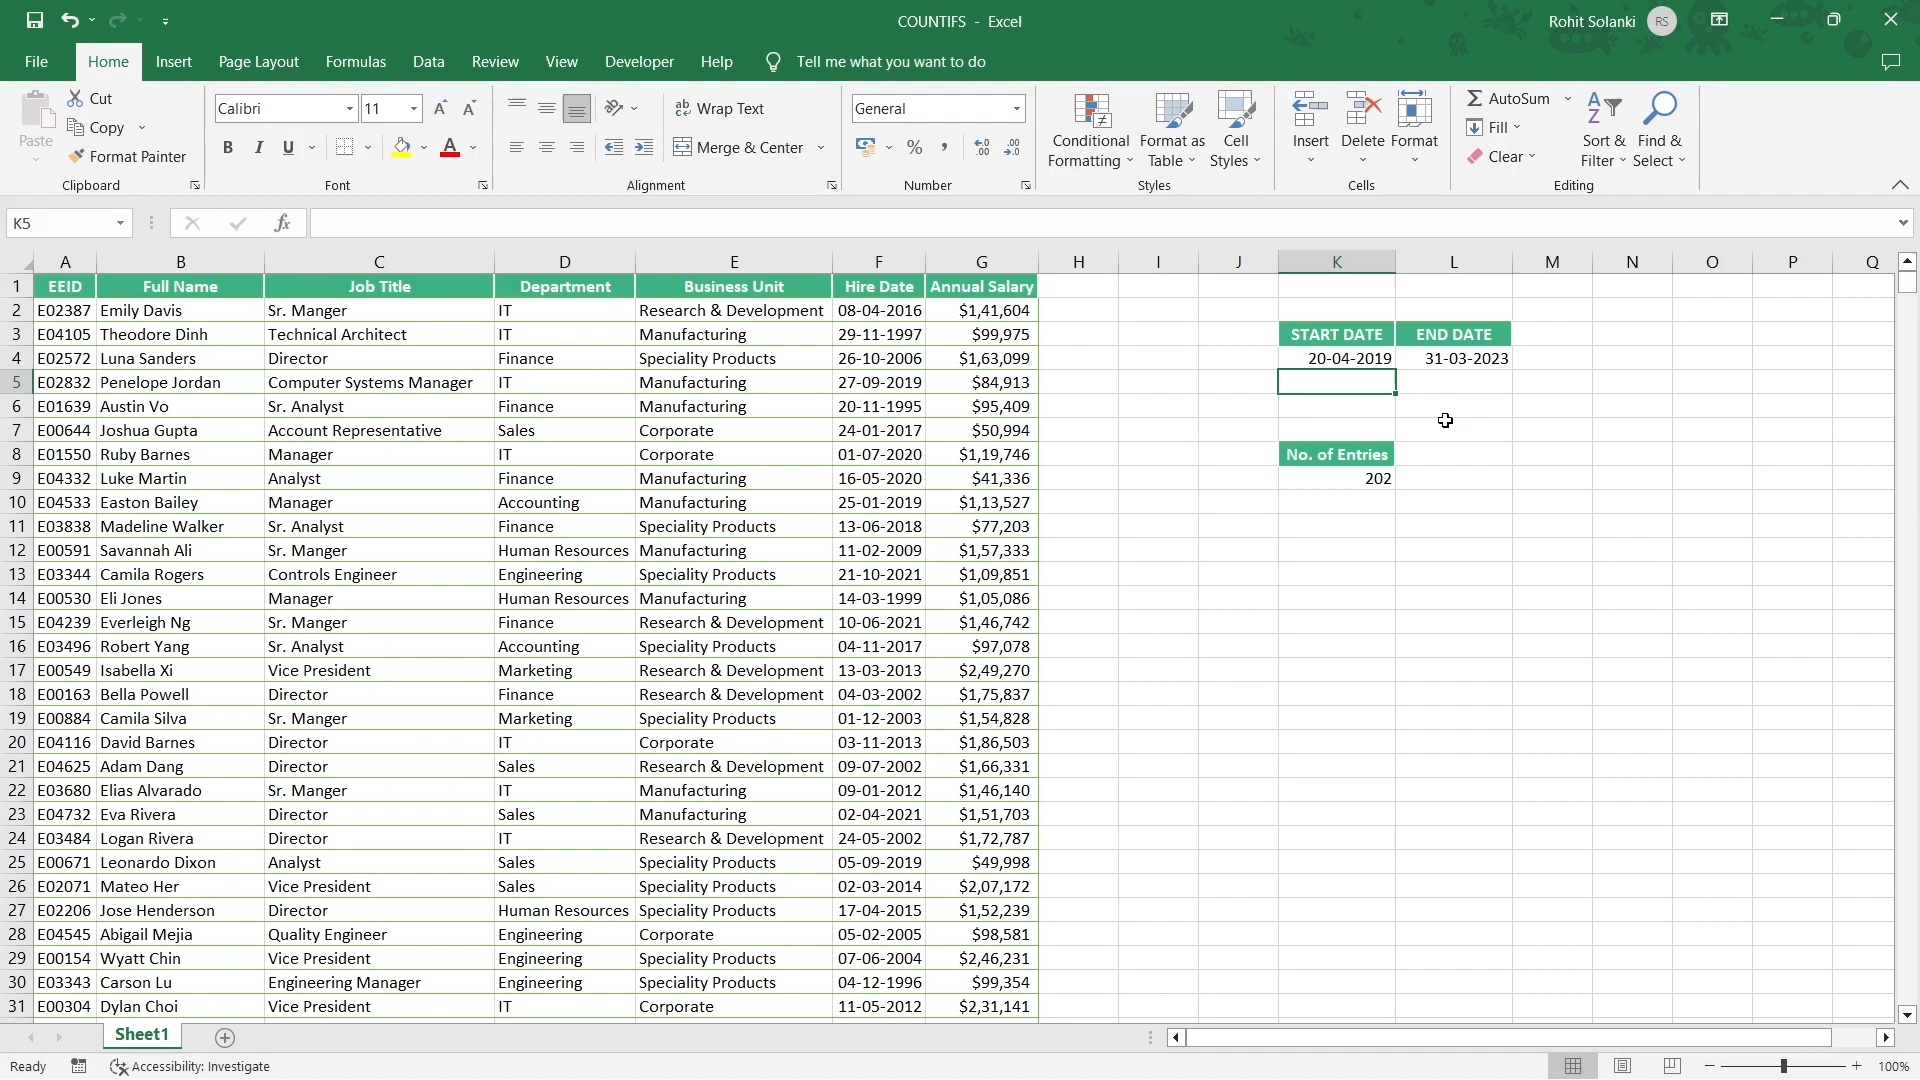 COUNTIFS - Excel
Rohit Solanki RS
File Home Insert Page Layout Formulas Data Review View Developer Help Tell me what you want to do
Paste
Cut
Copy
Format Painter
Clipboard
Calibri 11 A A
B I U A
Font
ab Wrap Text
Merge & Center
Alignment
General
% , .0 .00 .00 .0
Number
Conditional Formatting
Format as Table
Cell Styles
Styles
Insert Delete Format
Cells
AutoSum
Fill
Clear
Sort & Filter
Find & Select
Editing
K5 fx
A B C D E F G H I J K L M N O P Q
1 EEID Full Name Job Title Department Business Unit Hire Date Annual Salary
2 E02387 Emily Davis Sr. Manger IT Research & Development 08-04-2016 $1,41,604
3 E04105 Theodore Dinh Technical Architect IT Manufacturing 29-11-1997 $99,975 START DATE END DATE
4 E02572 Luna Sanders Director Finance Speciality Products 26-10-2006 $1,63,099 20-04-2019 31-03-2023
5 E02832 Penelope Jordan Computer Systems Manager IT Manufacturing 27-09-2019 $84,913
6 E01639 Austin Vo Sr. Analyst Finance Manufacturing 20-11-1995 $95,409
7 E00644 Joshua Gupta Account Representative Sales Corporate 24-01-2017 $50,994
8 E01550 Ruby Barnes Manager IT Corporate 01-07-2020 $1,19,746 No. of Entries
9 E04332 Luke Martin Analyst Finance Manufacturing 16-05-2020 $41,336 202
10 E04533 Easton Bailey Manager Accounting Manufacturing 25-01-2019 $1,13,527
11 E03838 Madeline Walker Sr. Analyst Finance Speciality Products 13-06-2018 $77,203
12 E00591 Savannah Ali Sr. Manger Human Resources Manufacturing 11-02-2009 $1,57,333
13 E03344 Camila Rogers Controls Engineer Engineering Speciality Products 21-10-2021 $1,09,851
14 E00530 Eli Jones Manager Human Resources Manufacturing 14-03-1999 $1,05,086
15 E04239 Everleigh Ng Sr. Manger Finance Research & Development 10-06-2021 $1,46,742
16 E03496 Robert Yang Sr. Analyst Accounting Speciality Products 04-11-2017 $97,078
17 E00549 Isabella Xi Vice President Marketing Research & Development 13-03-2013 $2,49,270
18 E00163 Bella Powell Director Finance Research & Development 04-03-2002 $1,75,837
19 E00884 Camila Silva Sr. Manger Marketing Speciality Products 01-12-2003 $1,54,828
20 E04116 David Barnes Director IT Corporate 03-11-2013 $1,86,503
21 E04625 Adam Dang Director Sales Research & Development 09-07-2002 $1,66,331
22 E03680 Elias Alvarado Sr. Manger IT Manufacturing 09-01-2012 $1,46,140
23 E04732 Eva Rivera Director Sales Manufacturing 02-04-2021 $1,51,703
24 E03484 Logan Rivera Director IT Research & Development 24-05-2002 $1,72,787
25 E00671 Leonardo Dixon Analyst Sales Speciality Products 05-09-2019 $49,998
26 E02071 Mateo Her Vice President Sales Speciality Products 02-03-2014 $2,07,172
27 E02206 Jose Henderson Director Human Resources Speciality Products 17-04-2015 $1,52,239
28 E04545 Abigail Mejia Quality Engineer Engineering Corporate 05-02-2005 $98,581
29 E00154 Wyatt Chin Vice President Engineering Speciality Products 07-06-2004 $2,46,231
30 E03343 Carson Lu Engineering Manager Engineering Speciality Products 04-12-1996 $99,354
31 E00304 Dylan Choi Vice President IT Corporate 11-05-2012 $2,31,141
Sheet1
Ready Accessibility: Investigate 100%